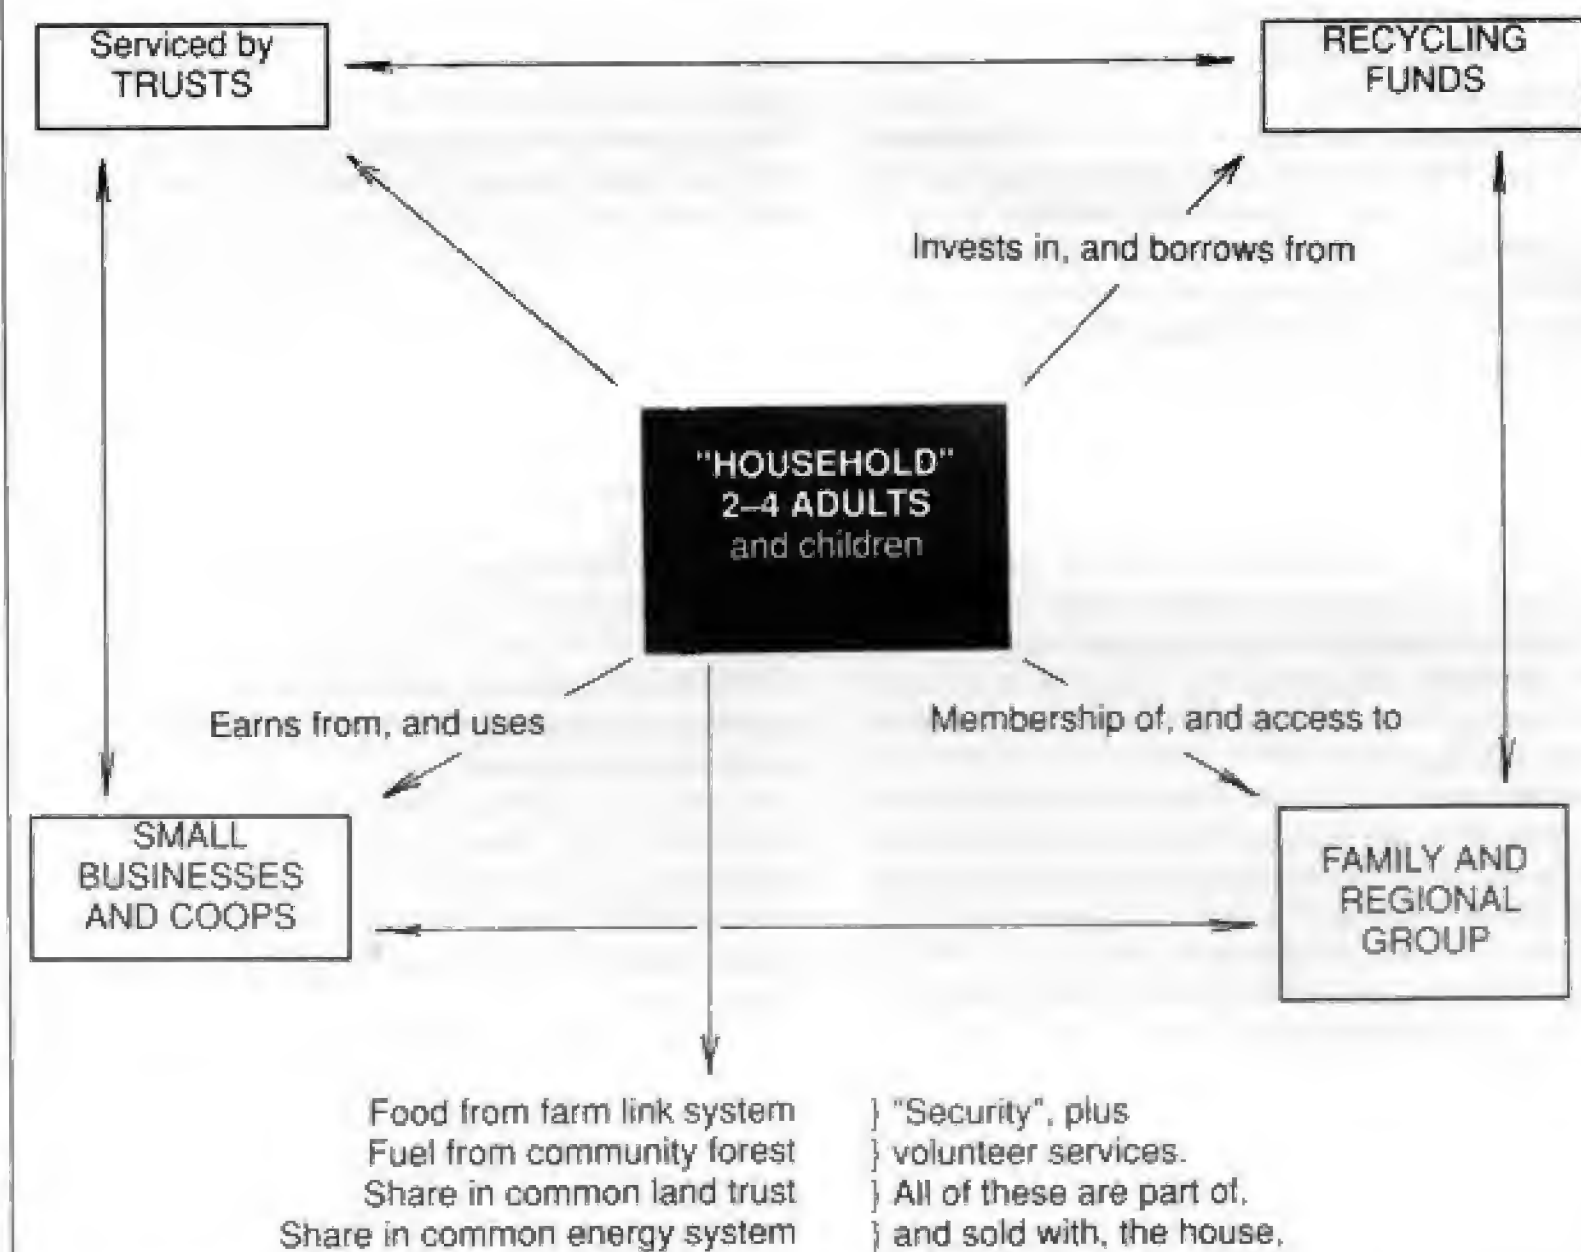 Serviced by
TRUSTS
RECYCLING
FUNDS
Invests in, and borrows from
"HOUSEHOLD"
2–4 ADULTS
and children
Earns from, and uses
Membership of, and access to
SMALL
BUSINESSES
AND COOPS
FAMILY AND
REGIONAL
GROUP
Food from farm link system } "Security", plus
Fuel from community forest } volunteer services.
Share in common land trust } All of these are part of,
Share in common energy system } and sold with, the house,